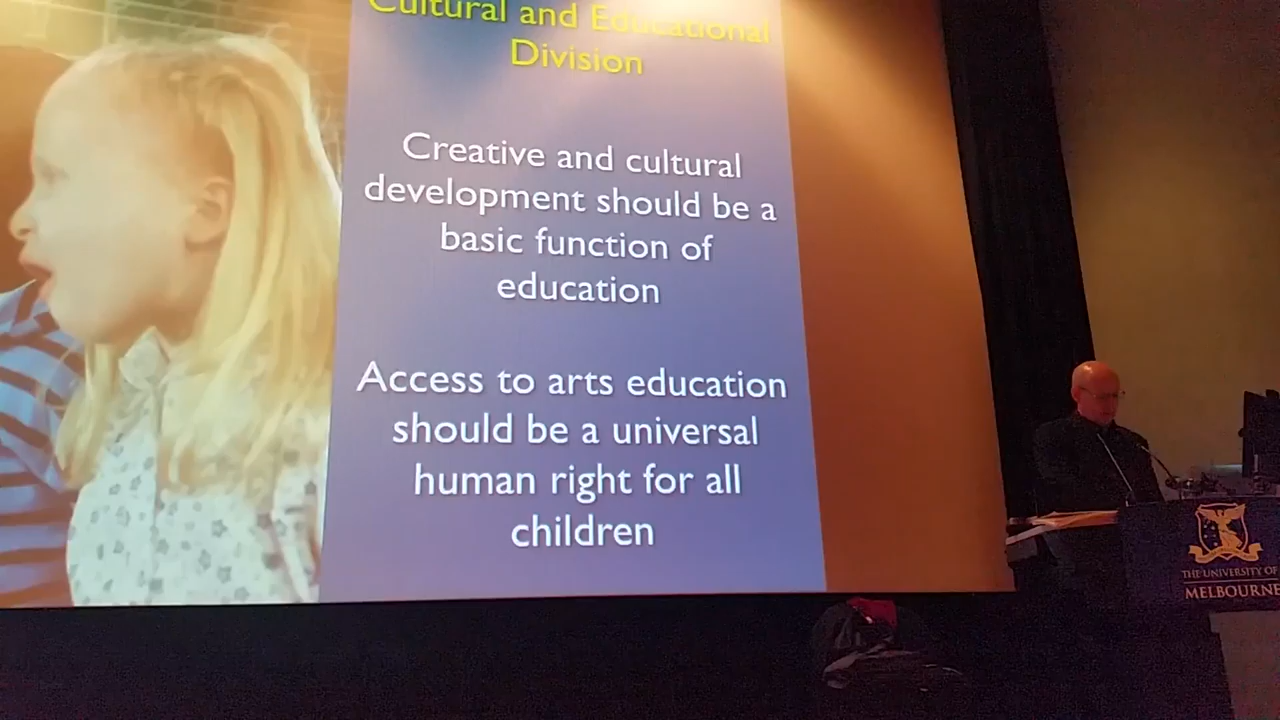 Cultural and Educational
Division
Creative and cultural
development should be a
basic function of
education
Access to arts education
should be a universal
human right for all
children
THE UNIVERSITY OF
MELBOURNE